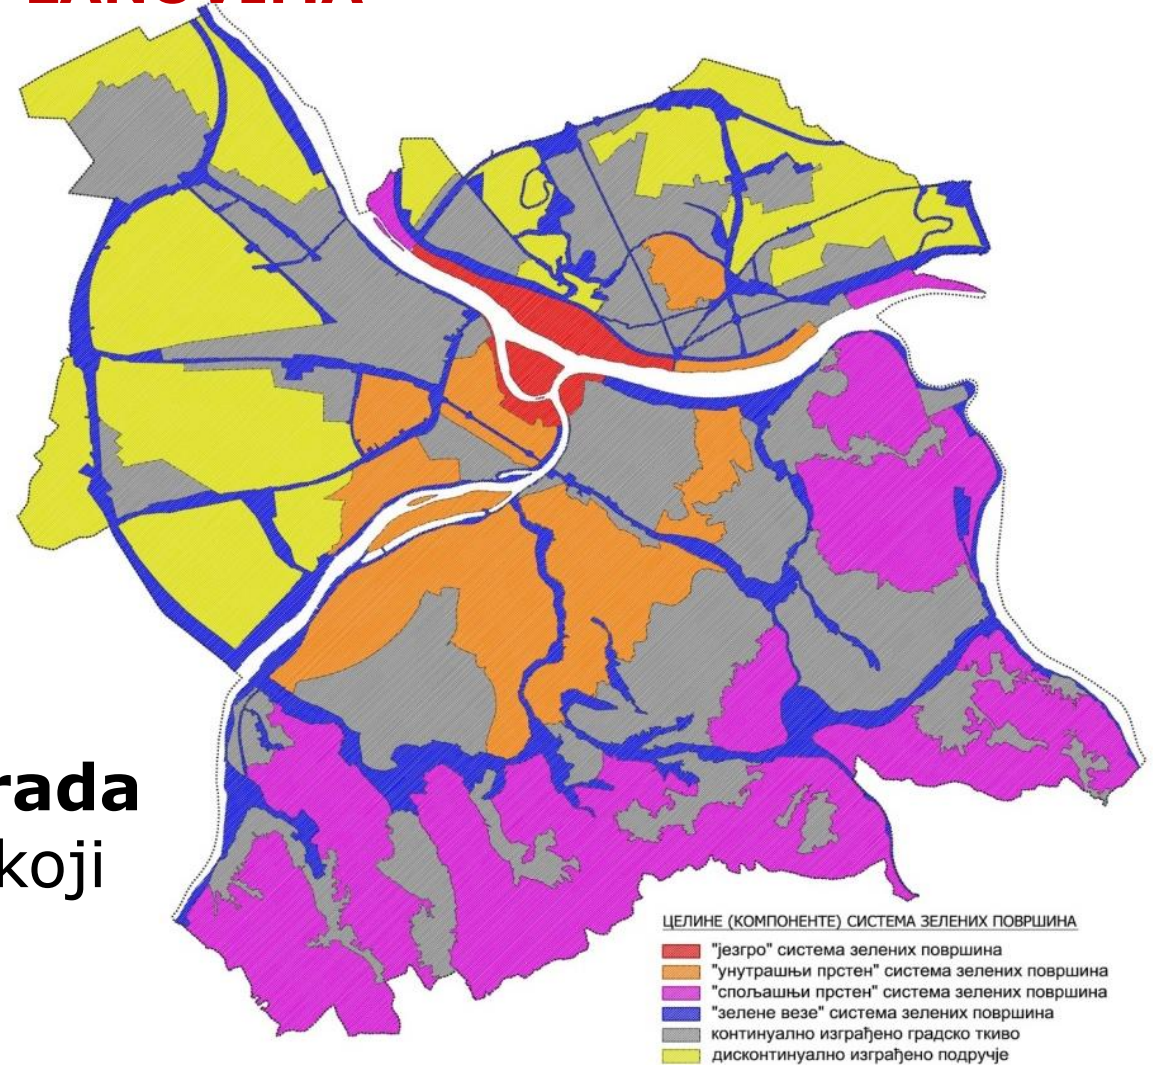 rada
koji
ЦЕЛИНЕ (КОМПОНЕНТЕ) СИСТЕМА ЗЕЛЕНИХ ПОВРШИНА
"језгро" система зелених површина
"унутрашњи прстен" система зелених површина
"спољашњи прстен" система зелених површина
"зелене везе" система зелених површина
континуално изграђено градско ткиво
дисконтинуално изграђено подручје